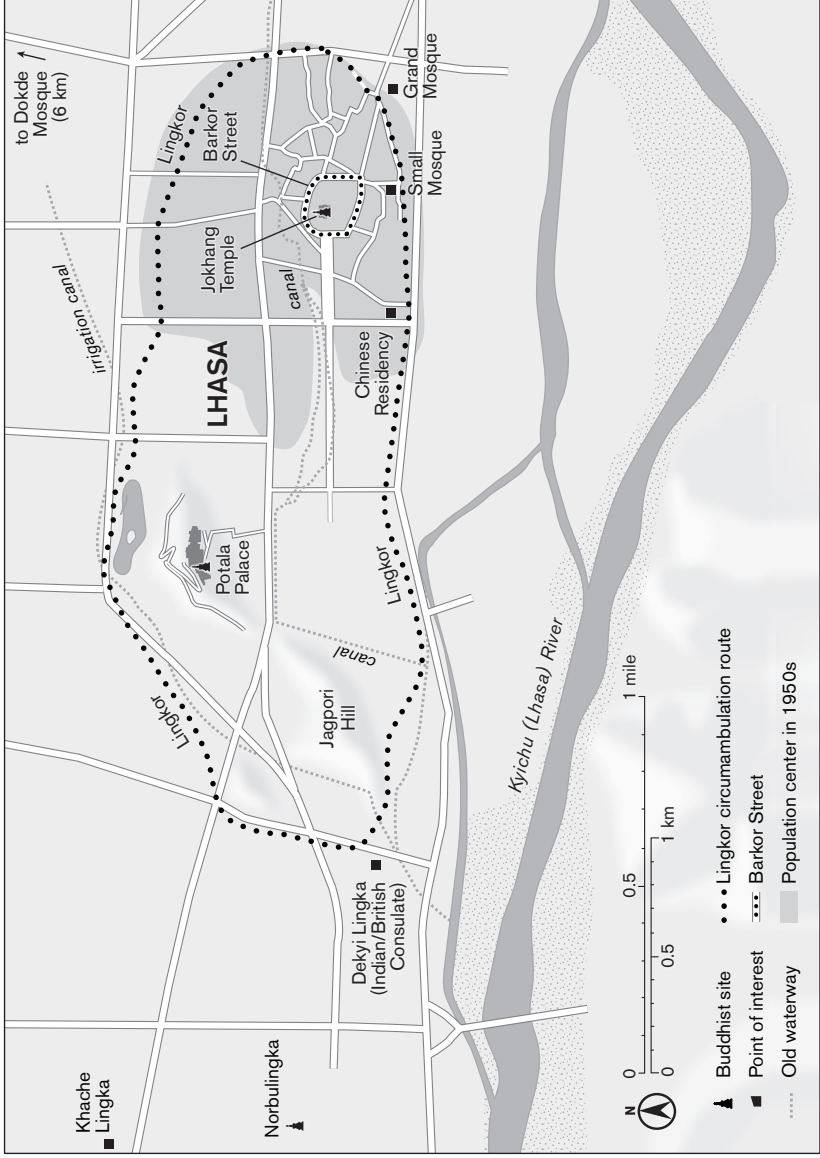 to Dokde
Mosque
(6 km)
irrigation canal
Lingkor
Barkor
Street
Jokhang
Temple
canal
Grand
Mosque
Small
Mosque
LHASA
Chinese
Residency
Potala
Palace
Lingkor
Lingkor
canal
Jagpori
Hill
Dekyi Lingka
(Indian/British
Consulate)
Khache
Lingka
Norbulingka
Kyichu (Lhasa) River
N
0
0.5
1 mile
0
0.5
1 km
Buddhist site
Point of interest
Old waterway
Lingkor circumambulation route
Barkor Street
Population center in 1950s